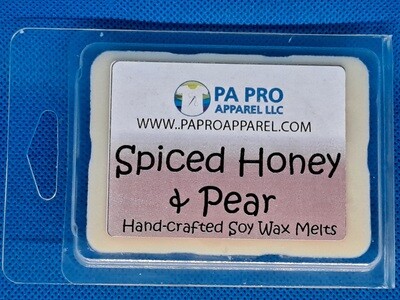 PA PRO
APPAREL LLC
WWW..PAPROAPPAREL.COM
Spiced Honey
& Pear
Hand-crafted Soy Wax Melts